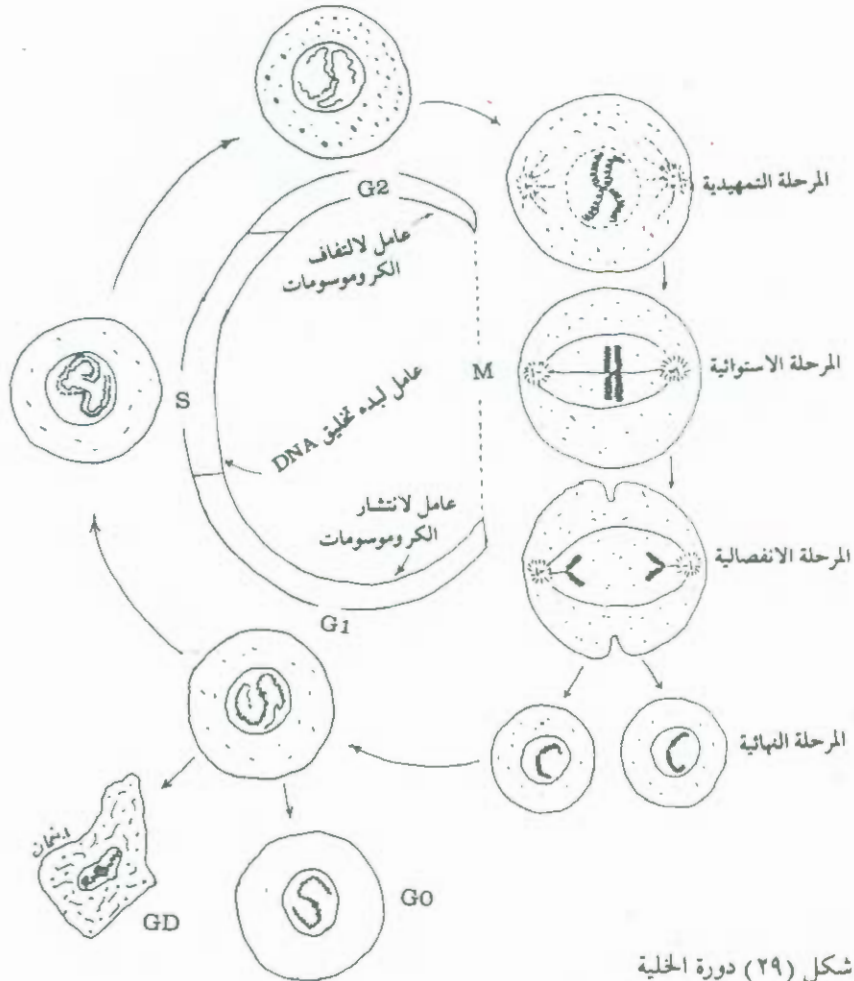 G2
المرحلة التمهيدية
عامل لالتفاف
الكروموسومات
المرحلة الاستوائية
M
S
عامل لبدء تخليق DNA
عامل لانتشار
الكروموسومات
المرحلة الانفصالية
G1
المرحلة النهائية
GD
G0
شكل (٢٩) دورة الخلية